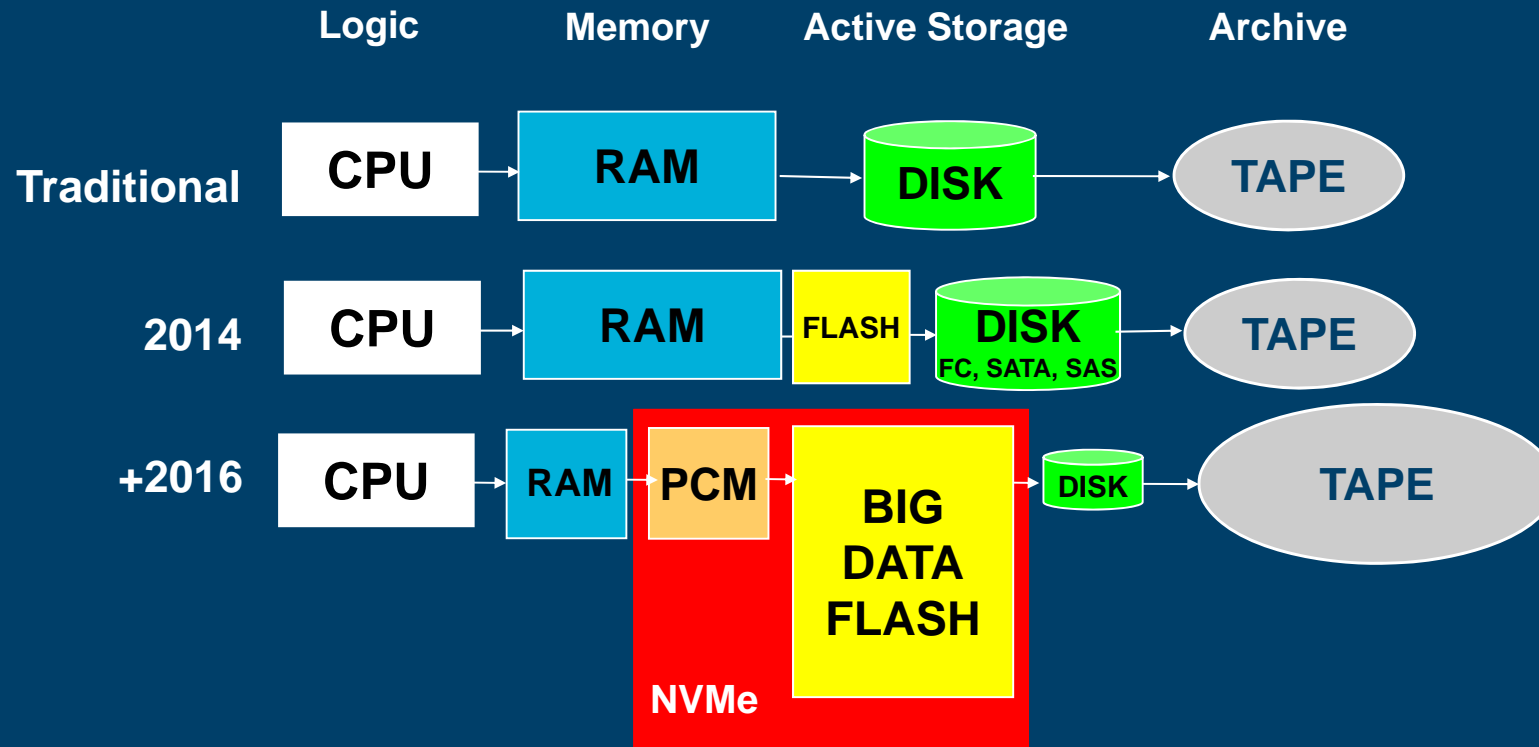 Logic Memory Active Storage Archive
Traditional CPU RAM DISK TAPE
2014 CPU RAM FLASH DISK TAPE
FC, SATA, SAS
+2016 CPU RAM PCM BIG DATA FLASH DISK TAPE
NVMe